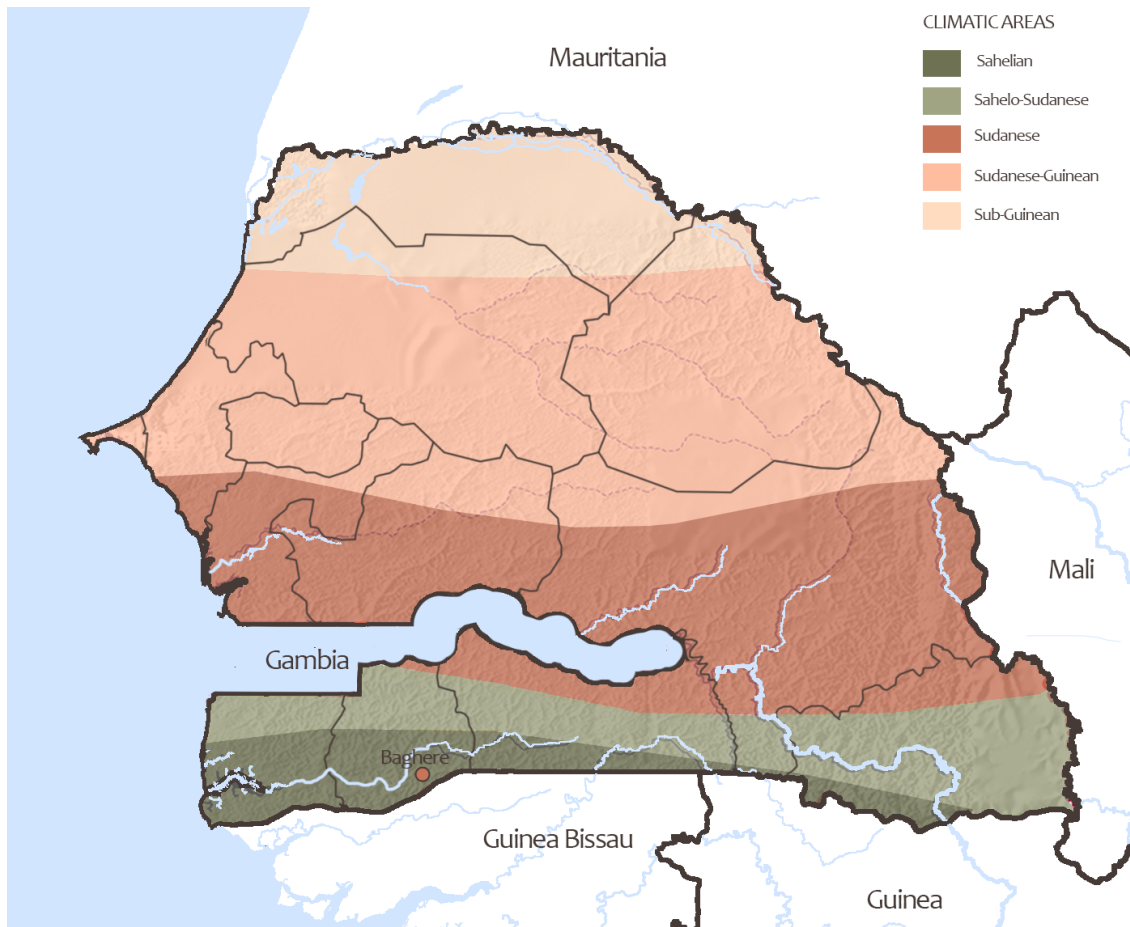 CLIMATIC AREAS
Sahelian
Sahelo-Sudanese
Sudanese
Sudanese-Guinean
Sub-Guinean
Mauritania
Mali
Gambia
Baghere
Guinea Bissau
Guinea